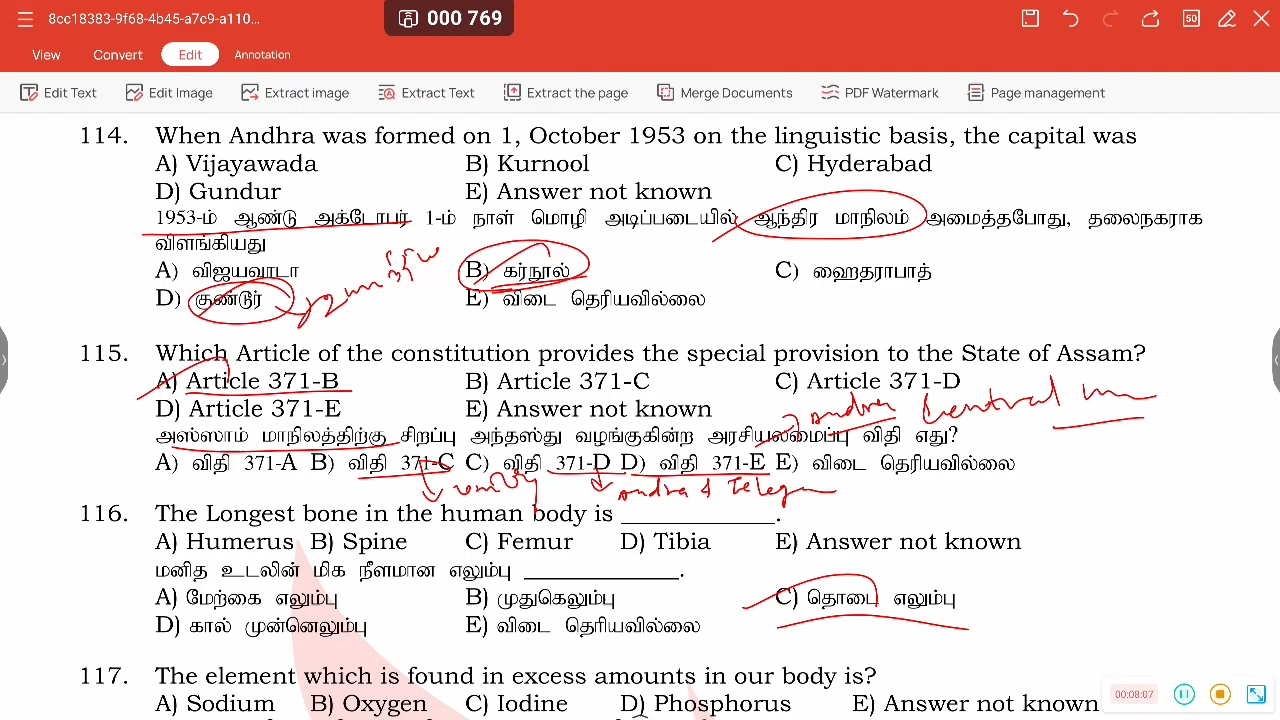 8cc18383-9f68-4b45-a7c9-a110...
000 769
50
View Convert Edit Annotation
Edit Text Edit Image Extract image Extract Text Extract the page Merge Documents PDF Watermark Page management
114. When Andhra was formed on 1, October 1953 on the linguistic basis, the capital was
A) Vijayawada B) Kurnool C) Hyderabad
D) Gundur E) Answer not known
1953-ம் ஆண்டு அக்டோபர் 1-ம் நாள் மொழி அடிப்படையில் ஆந்திர மாநிலம் அமைத்தபோது, தலைநகராக
விளங்கியது
A) விஜயவாடா B) கர்நூல் C) ஹைதராபாத்
D) குண்டூர் E) விடை தெரியவில்லை
115. Which Article of the constitution provides the special provision to the State of Assam?
A) Article 371-B B) Article 371-C C) Article 371-D
D) Article 371-E E) Answer not known
andra Central
அஸ்ஸாம் மாநிலத்திற்கு சிறப்பு அந்தஸ்து வழங்குகின்ற அரசியலமைப்பு விதி எது?
A) விதி 371-A B) விதி 371-C C) விதி 371-D D) விதி 371-E E) விடை தெரியவில்லை
andra &
116. The Longest bone in the human body is ____________.
A) Humerus B) Spine C) Femur D) Tibia E) Answer not known
மனித உடலின் மிக நீளமான எலும்பு ____________.
A) மேற்கை எலும்பு B) முதுகெலும்பு C) தொடை எலும்பு
D) கால் முன்னெலும்பு E) விடை தெரியவில்லை
117. The element which is found in excess amounts in our body is?
A) Sodium B) Oxygen C) Iodine D) Phosphorus E) Answer not known
00:08:07